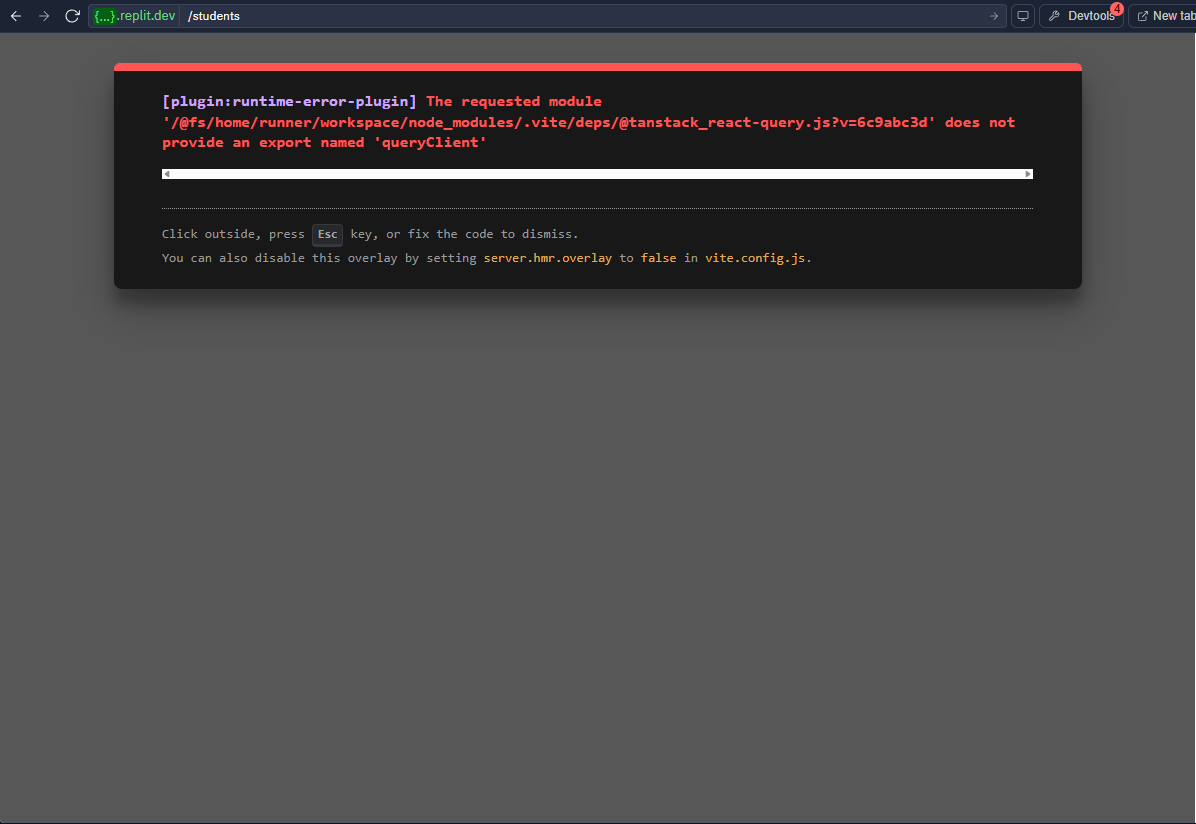 {...}.replit.dev /students Devtools 4 New tab
[plugin:runtime-error-plugin] The requested module
'/@fs/home/runner/workspace/node_modules/.vite/deps/@tanstack_react-query.js?v=6c9abc3d' does not
provide an export named 'queryClient'
Click outside, press Esc key, or fix the code to dismiss.
You can also disable this overlay by setting server.hmr.overlay to false in vite.config.js.